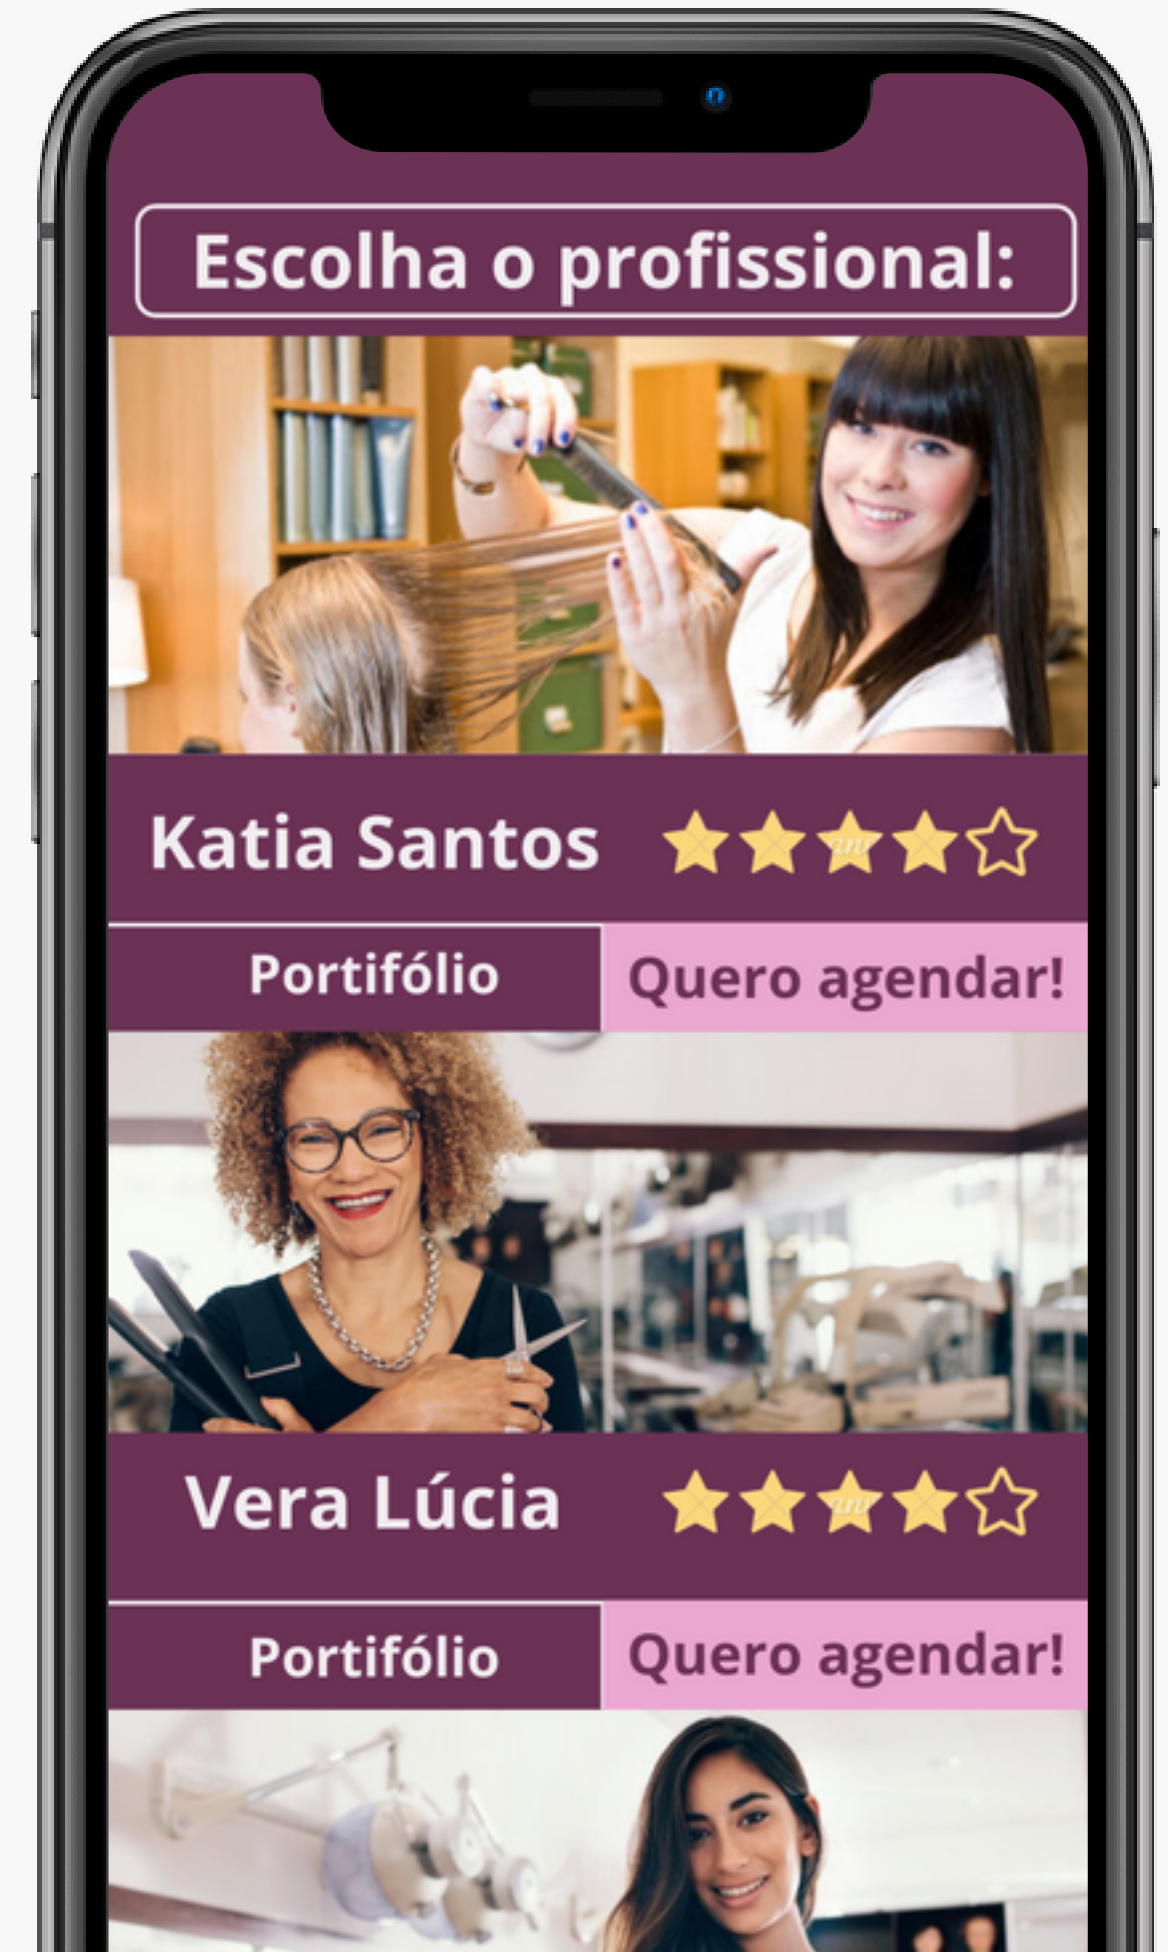 Escolha o profissional:
Katia Santos
Portifólio
Quero agendar!
Vera Lúcia
Portifólio
Quero agendar!